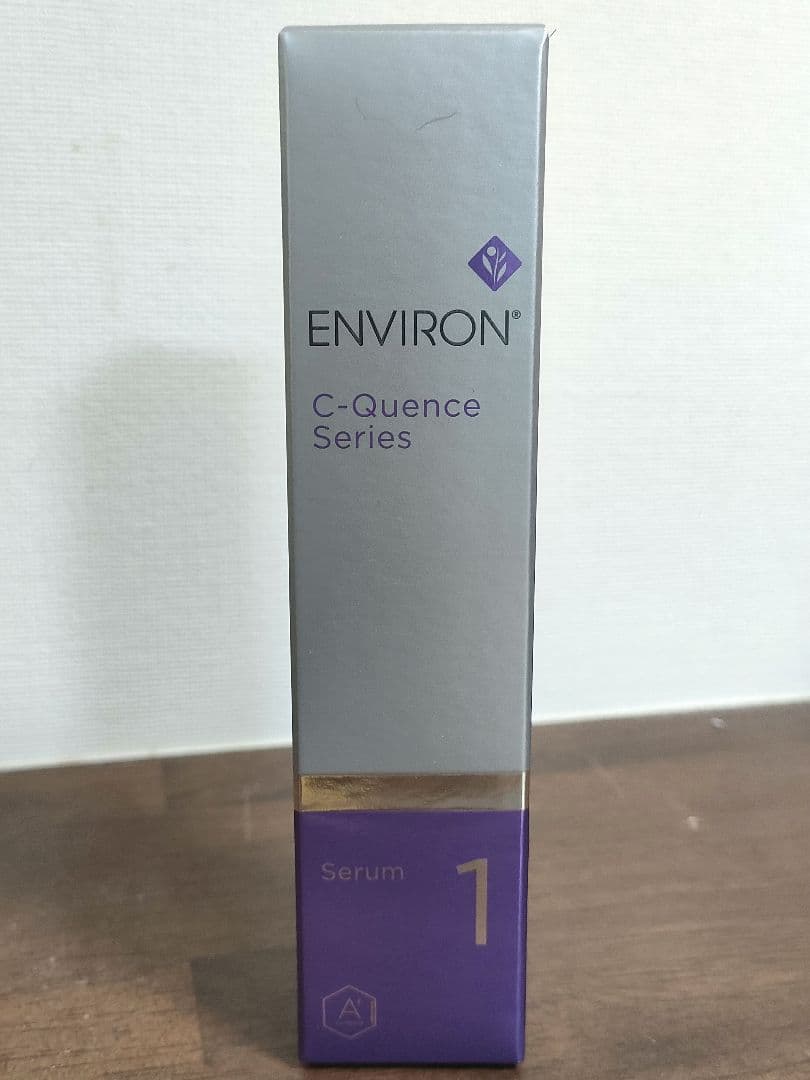 ENVIRON®
C-Quence
Series
Serum
1
A+